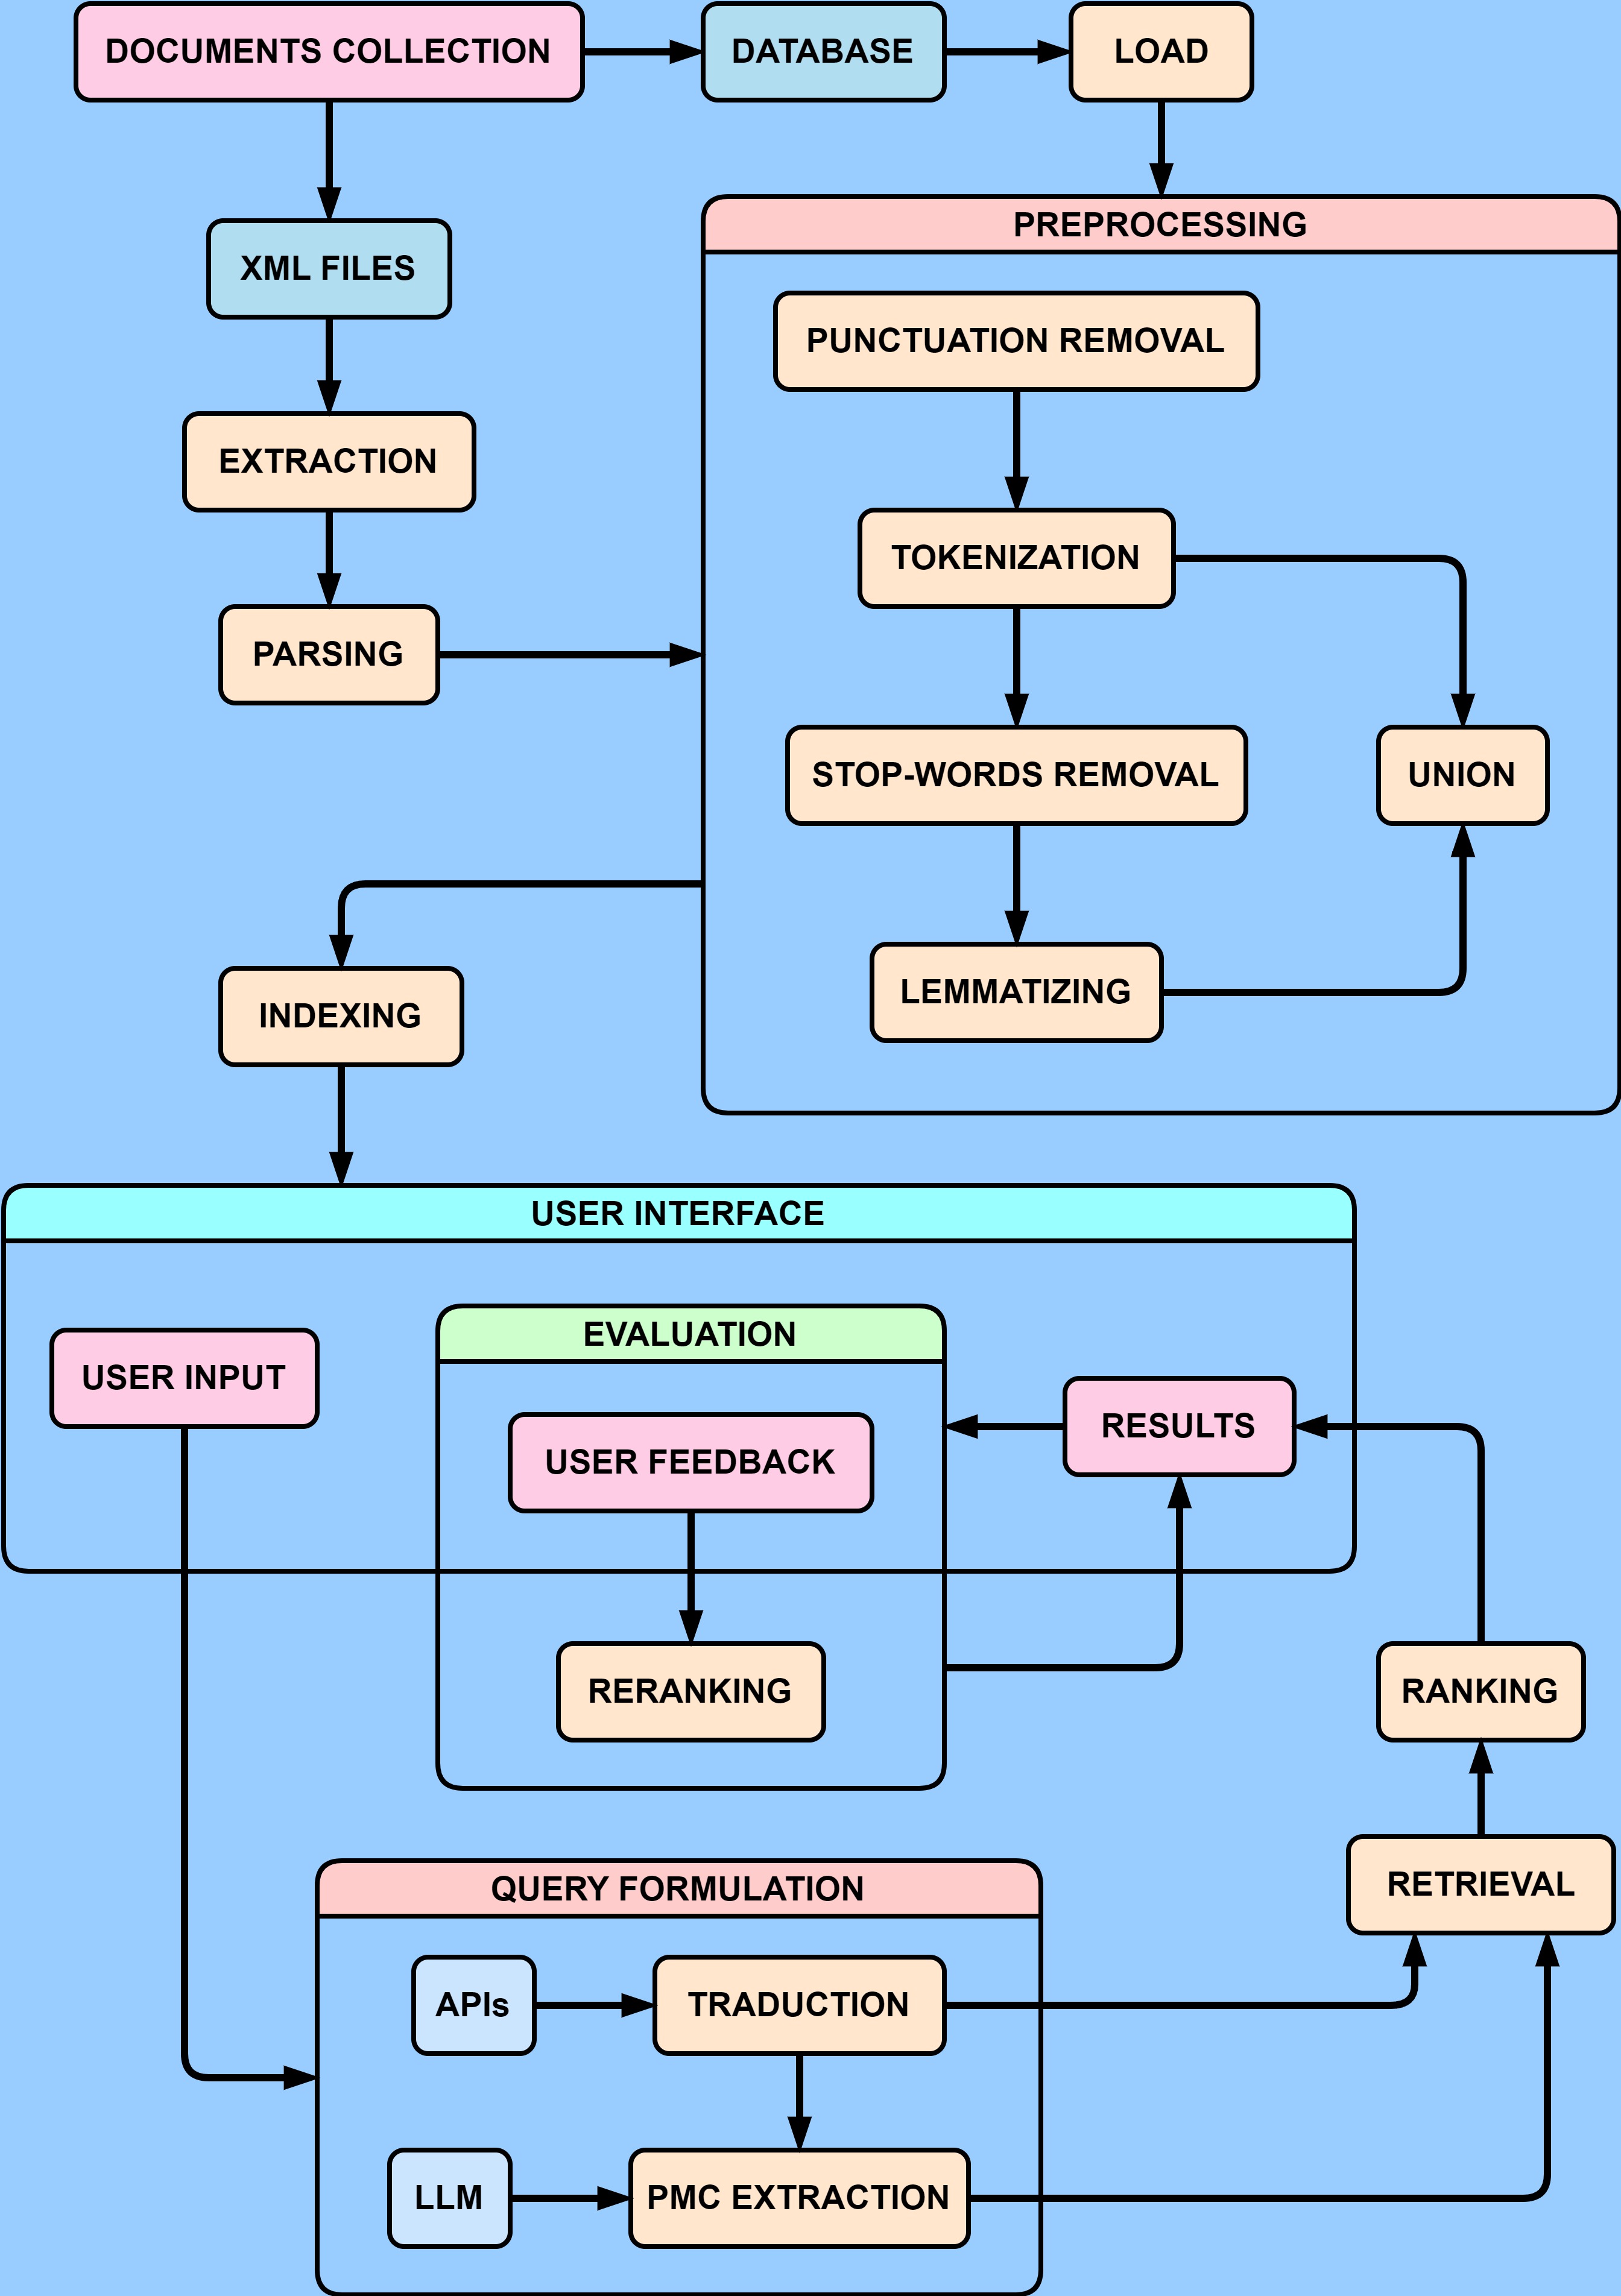 DOCUMENTS COLLECTION
DATABASE
LOAD
XML FILES
EXTRACTION
PARSING
PREPROCESSING
PUNCTUATION REMOVAL
TOKENIZATION
STOP-WORDS REMOVAL
UNION
LEMMATIZING
INDEXING
USER INTERFACE
USER INPUT
EVALUATION
USER FEEDBACK
RESULTS
RERANKING
RANKING
RETRIEVAL
QUERY FORMULATION
APIs
TRADUCTION
LLM
PMC EXTRACTION